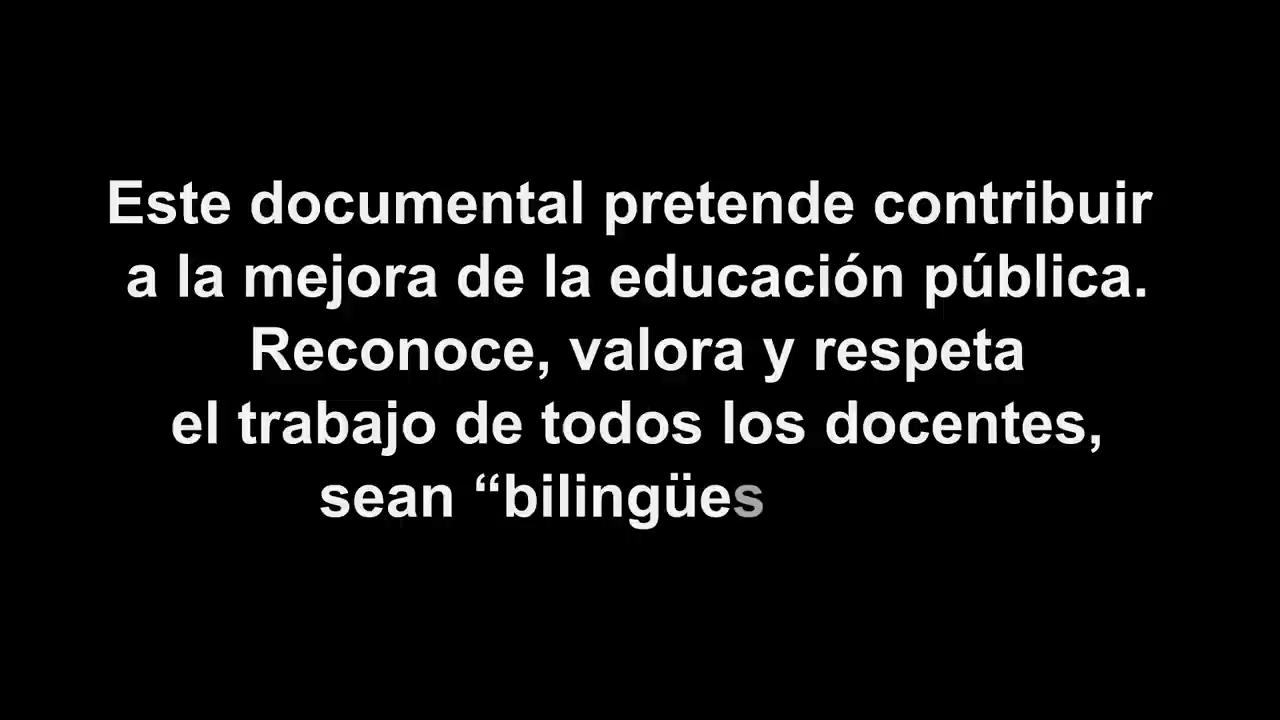 Este documental pretende contribuir
a la mejora de la educación pública.
Reconoce, valora y respeta
el trabajo de todos los docentes,
sean “bilingües